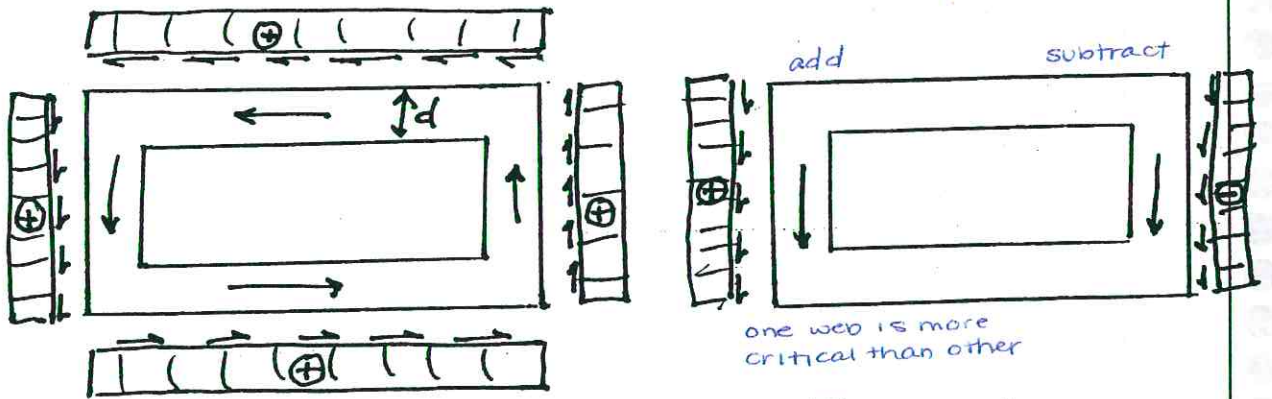 d
add
subtract
one web is more
critical than other